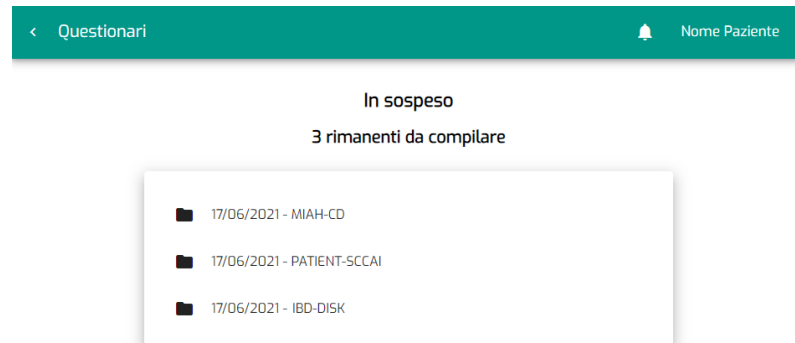 Questionari
Nome Paziente
In sospeso
3 rimanenti da compilare
17/06/2021 - MIAH-CD
17/06/2021 - PATIENT-SCCAI
17/06/2021 - IBD-DISK